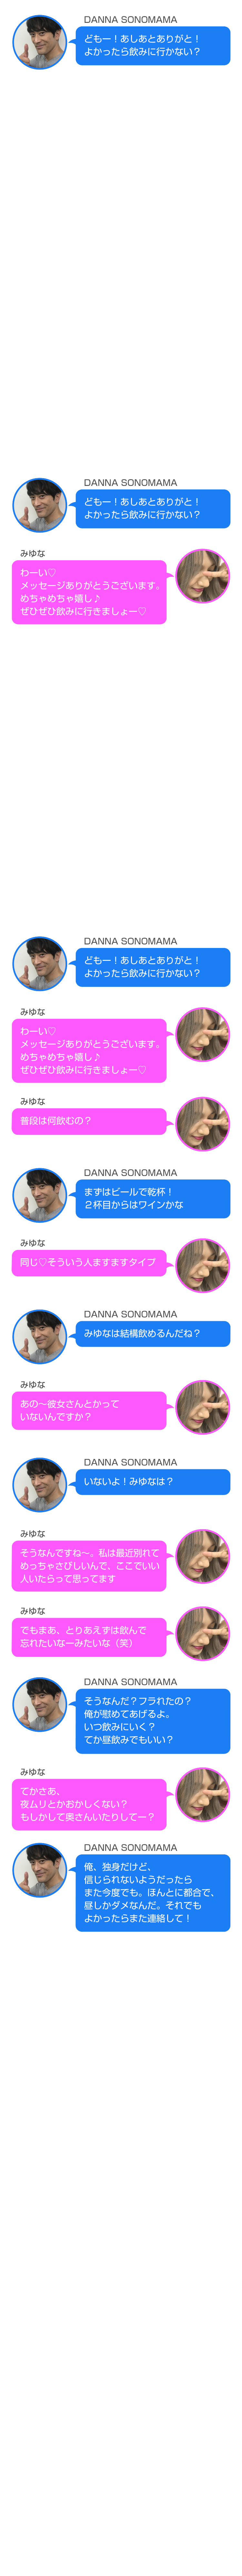 DANNA SONOMAMA
どもー！あしあとありがと！
よかったら飲みに行かない？
DANNA SONOMAMA
どもー！あしあとありがと！
よかったら飲みに行かない？
みゆな
わーい♡
メッセージありがとうございます。
めちゃめちゃ嬉し♪
ぜひぜひ飲みに行きましょー♡
DANNA SONOMAMA
どもー！あしあとありがと！
よかったら飲みに行かない？
みゆな
わーい♡
メッセージありがとうございます。
めちゃめちゃ嬉し♪
ぜひぜひ飲みに行きましょー♡
みゆな
普段は何飲むの？
DANNA SONOMAMA
まずはビールで乾杯！
２杯目からはワインかな
みゆな
同じ♡そういう人ますますタイプ
DANNA SONOMAMA
みゆなは結構飲めるんだね？
みゆな
あの〜彼女さんとかって
いないんですか？
DANNA SONOMAMA
いないよ！みゆなは？
みゆな
そうなんですね〜。私は最近別れて
めっちゃさびしいんで、ここでいい
人いたらって思ってます
みゆな
でもまあ、とりあえずは飲んで
忘れたいなーみたいな（笑）
DANNA SONOMAMA
そうなんだ？フラれたの？
俺が慰めてあげるよ。
いつ飲みにいく？
てか昼飲みでもいい？
みゆな
てかさあ、
夜ムリとかおかしくない？
もしかして奥さんいたりしてー？
DANNA SONOMAMA
俺、独身だけど、
信じられないようだったら
また今度でも。ほんとに都合で、
昼しかダメなんだ。それでも
よかったらまた連絡して！